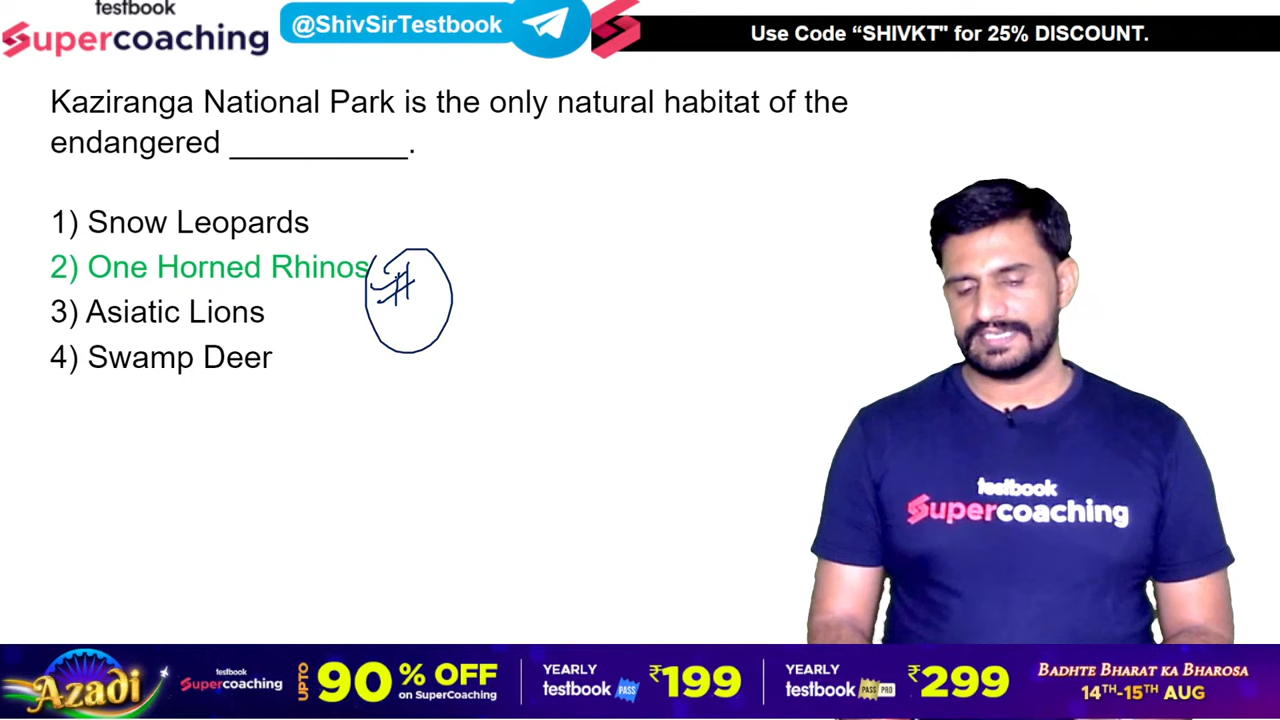 testbook
Supercoaching
@ShivSirTestbook
Use Code “SHIVKT" for 25% DISCOUNT.
Kaziranga National Park is the only natural habitat of the
endangered __________.
1) Snow Leopards
2) One Horned Rhinos
3) Asiatic Lions
4) Swamp Deer
testbook
Supercoaching
Azadi
testbook
Supercoaching
UPTO
90% OFF
on SuperCoaching
YEARLY
testbook PASS
₹199
YEARLY
testbook PASS PRO
₹299
BADHTE BHARAT KA BHAROSA
14TH-15TH AUG